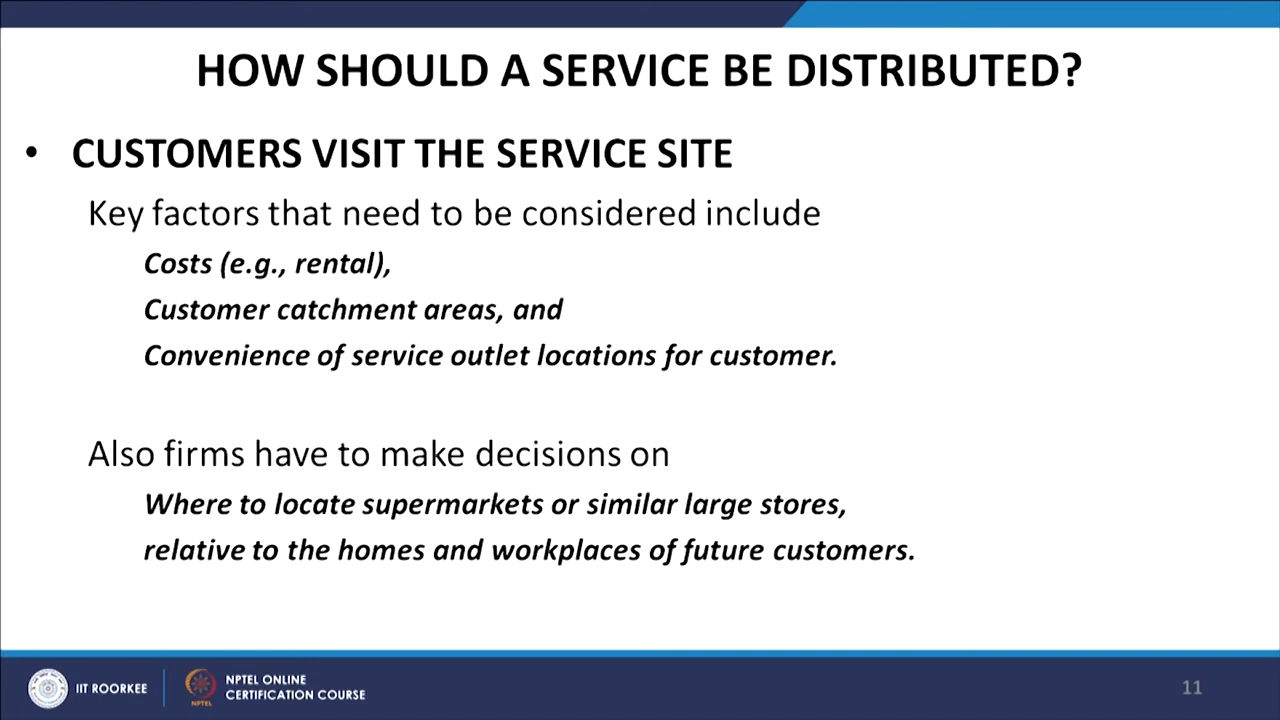 HOW SHOULD A SERVICE BE DISTRIBUTED?
• CUSTOMERS VISIT THE SERVICE SITE
Key factors that need to be considered include
Costs (e.g., rental),
Customer catchment areas, and
Convenience of service outlet locations for customer.
Also firms have to make decisions on
Where to locate supermarkets or similar large stores,
relative to the homes and workplaces of future customers.
IIT ROORKEE
NPTEL
NPTEL ONLINE
CERTIFICATION COURSE
11